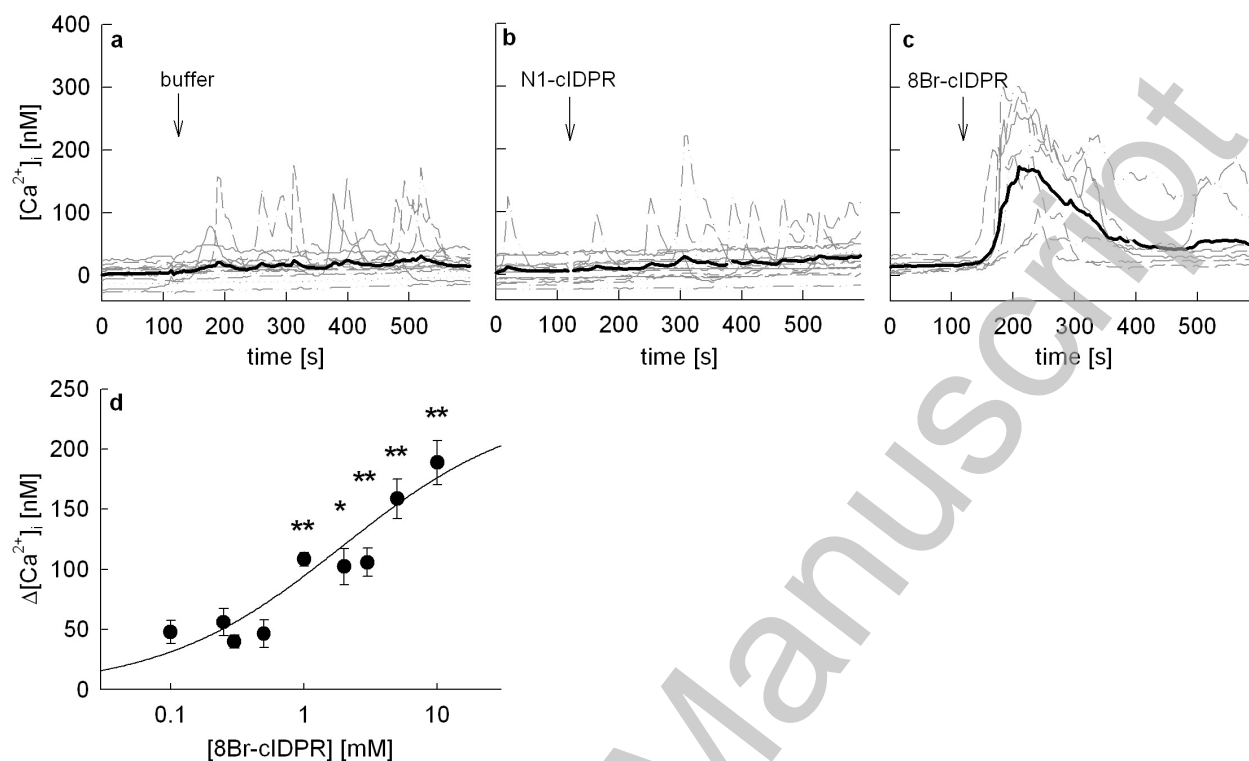 a
b
c
buffer
N1-cIDPR
8Br-cIDPR
[Ca2+]i [nM]
400
300
200
100
0
0 100 200 300 400 500
0 100 200 300 400 500
0 100 200 300 400 500
time [s]
time [s]
time [s]
d
Δ[Ca2+]i [nM]
250
200
150
100
50
0
**
*
**
**
**
0.1 1 10
[8Br-cIDPR] [mM]
Manuscript